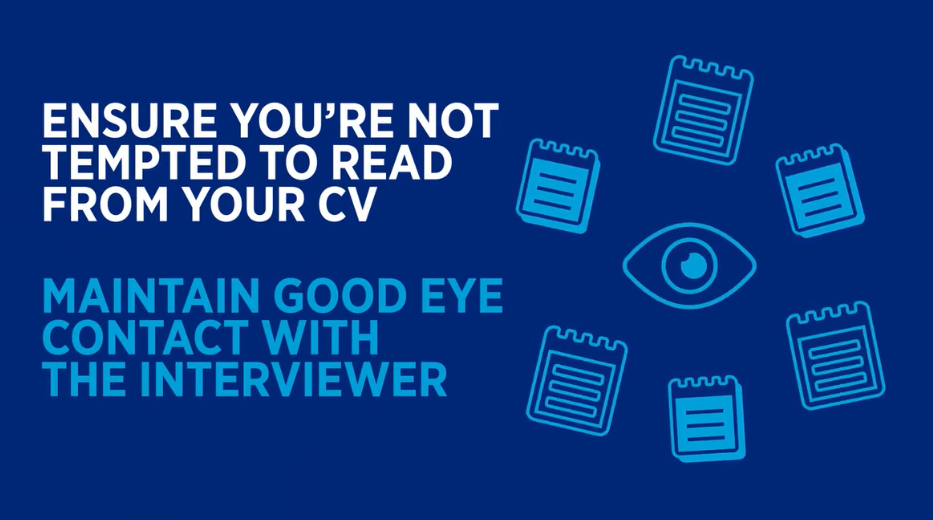 ENSURE YOU’RE NOT
TEMPTED TO READ
FROM YOUR CV
MAINTAIN GOOD EYE
CONTACT WITH
THE INTERVIEWER